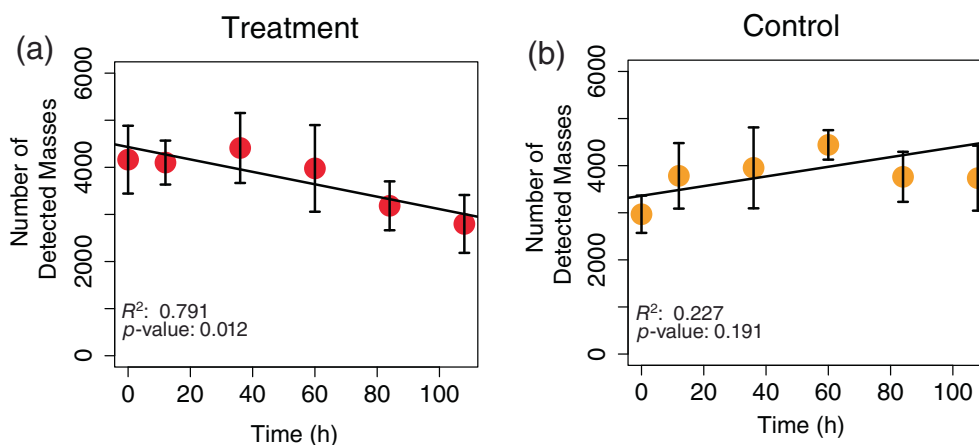 (a) Treatment
Number of
Detected Masses
6000
4000
2000
0
R²: 0.791
p-value: 0.012
0 20 40 60 80 100
Time (h)
(b) Control
Number of
Detected Masses
6000
4000
2000
0
R²: 0.227
p-value: 0.191
0 20 40 60 80 100
Time (h)